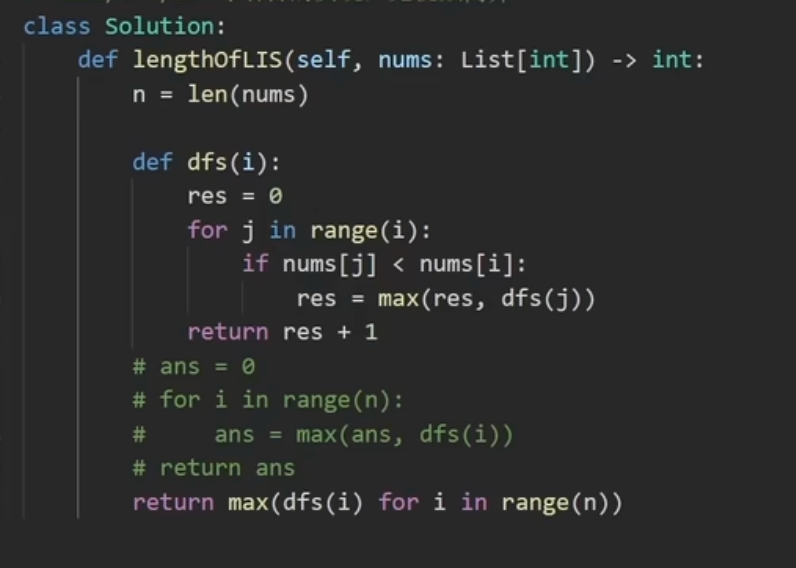 class Solution:
    def lengthOfLIS(self, nums: List[int]) -> int:
        n = len(nums)

        def dfs(i):
            res = 0
            for j in range(i):
                if nums[j] < nums[i]:
                    res = max(res, dfs(j))
            return res + 1
        # ans = 0
        # for i in range(n):
        #     ans = max(ans, dfs(i))
        # return ans
        return max(dfs(i) for i in range(n))